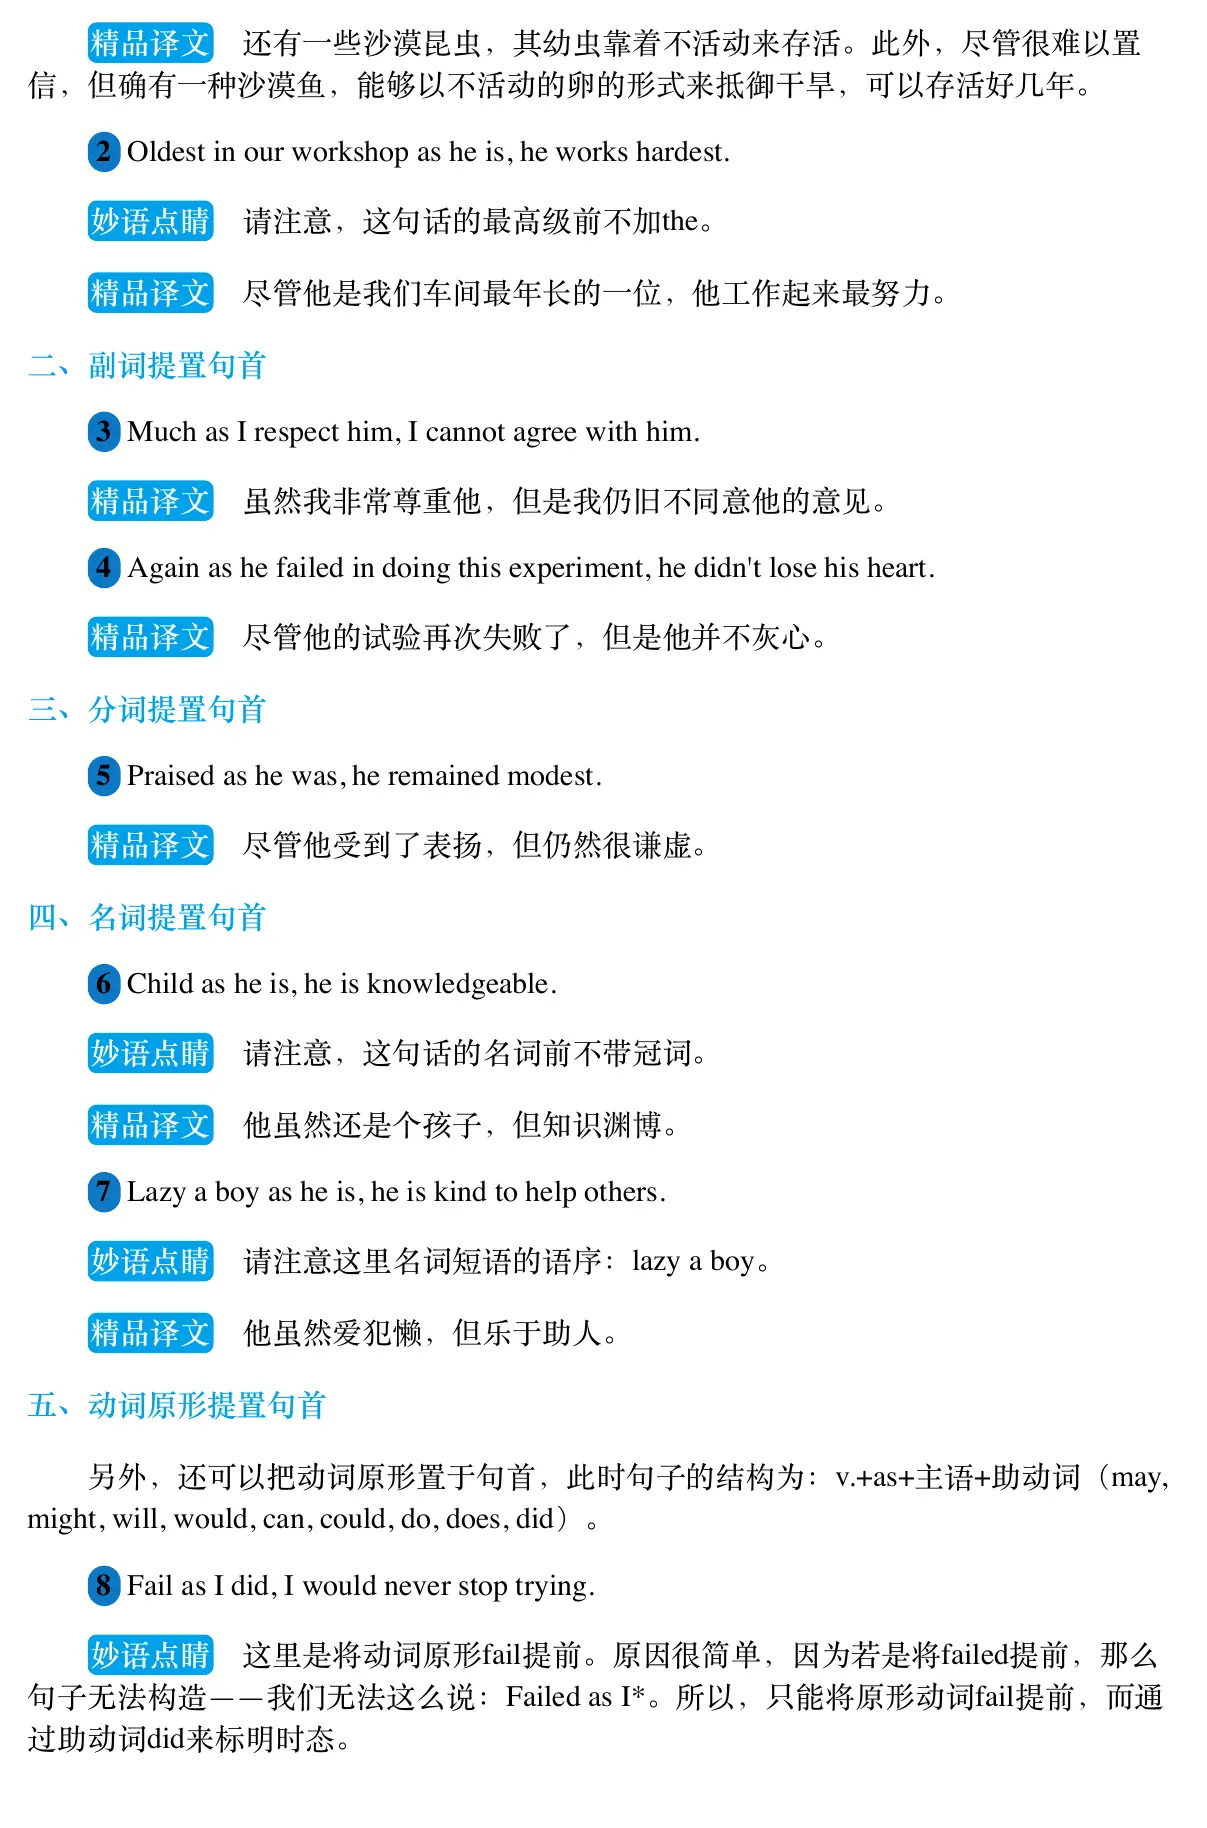 精品译文 还有一些沙漠昆虫，其幼虫靠着不活动来存活。此外，尽管很难以置
信，但确有一种沙漠鱼，能够以不活动的卵的形式来抵御干旱，可以存活好几年。
2 Oldest in our workshop as he is, he works hardest.
妙语点睛 请注意，这句话的最高级前不加the。
精品译文 尽管他是我们车间最年长的一位，他工作起来最努力。
二、副词提置句首
3 Much as I respect him, I cannot agree with him.
精品译文 虽然我非常尊重他，但是我仍旧不同意他的意见。
4 Again as he failed in doing this experiment, he didn't lose his heart.
精品译文 尽管他的试验再次失败了，但是他并不灰心。
三、分词提置句首
5 Praised as he was, he remained modest.
精品译文 尽管他受到了表扬，但仍然很谦虚。
四、名词提置句首
6 Child as he is, he is knowledgeable.
妙语点睛 请注意，这句话的名词前不带冠词。
精品译文 他虽然还是个孩子，但知识渊博。
7 Lazy a boy as he is, he is kind to help others.
妙语点睛 请注意这里名词短语的语序：lazy a boy。
精品译文 他虽然爱犯懒，但乐于助人。
五、动词原形提置句首
另外，还可以把动词原形置于句首，此时句子的结构为：v.+as+主语+助动词（may,
might, will, would, can, could, do, does, did）。
8 Fail as I did, I would never stop trying.
妙语点睛 这里是将动词原形fail提前。原因很简单，因为若是将failed提前，那么
句子无法构造——我们无法这么说：Failed as I*。所以，只能将原形动词fail提前，而通
过助动词did来标明时态。